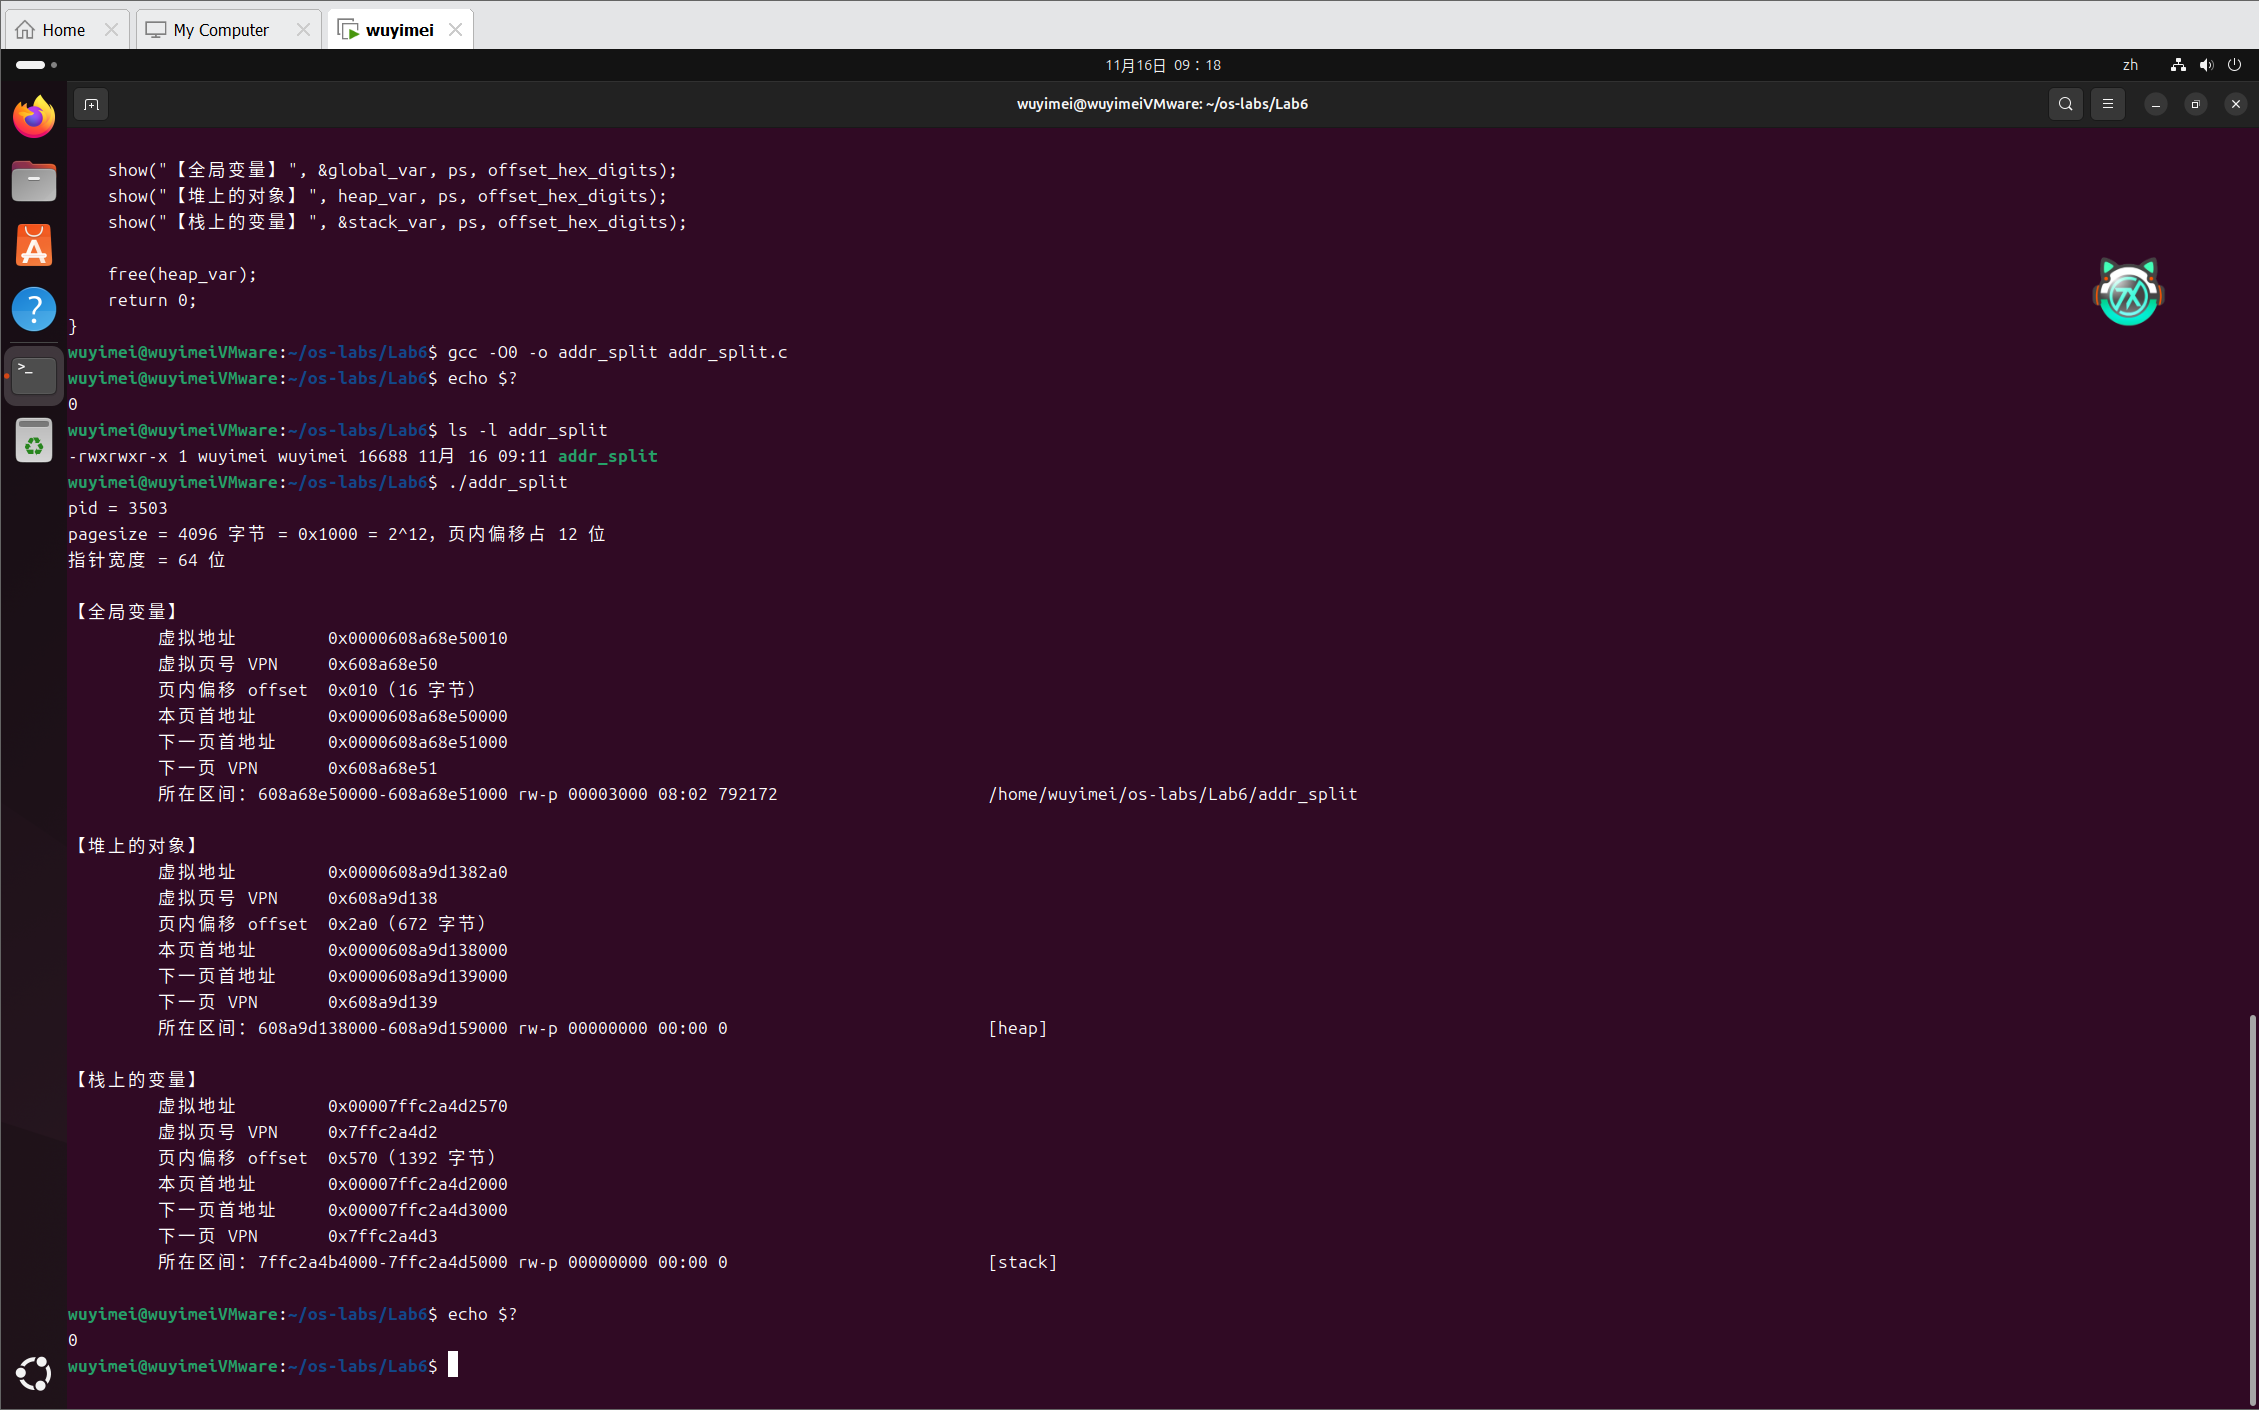 Home
My Computer
wuyimei
11月16日 09：18
zh
wuyimei@wuyimeiVMware: ~/os-labs/Lab6
show("【全局变量】", &global_var, ps, offset_hex_digits);
show("【堆上的对象】", heap_var, ps, offset_hex_digits);
show("【栈上的变量】", &stack_var, ps, offset_hex_digits);
free(heap_var);
return 0;
}
wuyimei@wuyimeiVMware:~/os-labs/Lab6$ gcc -O0 -o addr_split addr_split.c
wuyimei@wuyimeiVMware:~/os-labs/Lab6$ echo $?
0
wuyimei@wuyimeiVMware:~/os-labs/Lab6$ ls -l addr_split
-rwxrwxr-x 1 wuyimei wuyimei 16688 11月 16 09:11 addr_split
wuyimei@wuyimeiVMware:~/os-labs/Lab6$ ./addr_split
pid = 3503
pagesize = 4096 字节 = 0x1000 = 2^12，页内偏移占 12 位
指针宽度 = 64 位
【全局变量】
虚拟地址 0x0000608a68e50010
虚拟页号 VPN 0x608a68e50
页内偏移 offset 0x010（16 字节）
本页首地址 0x0000608a68e50000
下一页首地址 0x0000608a68e51000
下一页 VPN 0x608a68e51
所在区间：608a68e50000-608a68e51000 rw-p 00003000 08:02 792172 /home/wuyimei/os-labs/Lab6/addr_split
【堆上的对象】
虚拟地址 0x0000608a9d1382a0
虚拟页号 VPN 0x608a9d138
页内偏移 offset 0x2a0（672 字节）
本页首地址 0x0000608a9d138000
下一页首地址 0x0000608a9d139000
下一页 VPN 0x608a9d139
所在区间：608a9d138000-608a9d159000 rw-p 00000000 00:00 0 [heap]
【栈上的变量】
虚拟地址 0x00007ffc2a4d2570
虚拟页号 VPN 0x7ffc2a4d2
页内偏移 offset 0x570（1392 字节）
本页首地址 0x00007ffc2a4d2000
下一页首地址 0x00007ffc2a4d3000
下一页 VPN 0x7ffc2a4d3
所在区间：7ffc2a4b4000-7ffc2a4d5000 rw-p 00000000 00:00 0 [stack]
wuyimei@wuyimeiVMware:~/os-labs/Lab6$ echo $?
0
wuyimei@wuyimeiVMware:~/os-labs/Lab6$